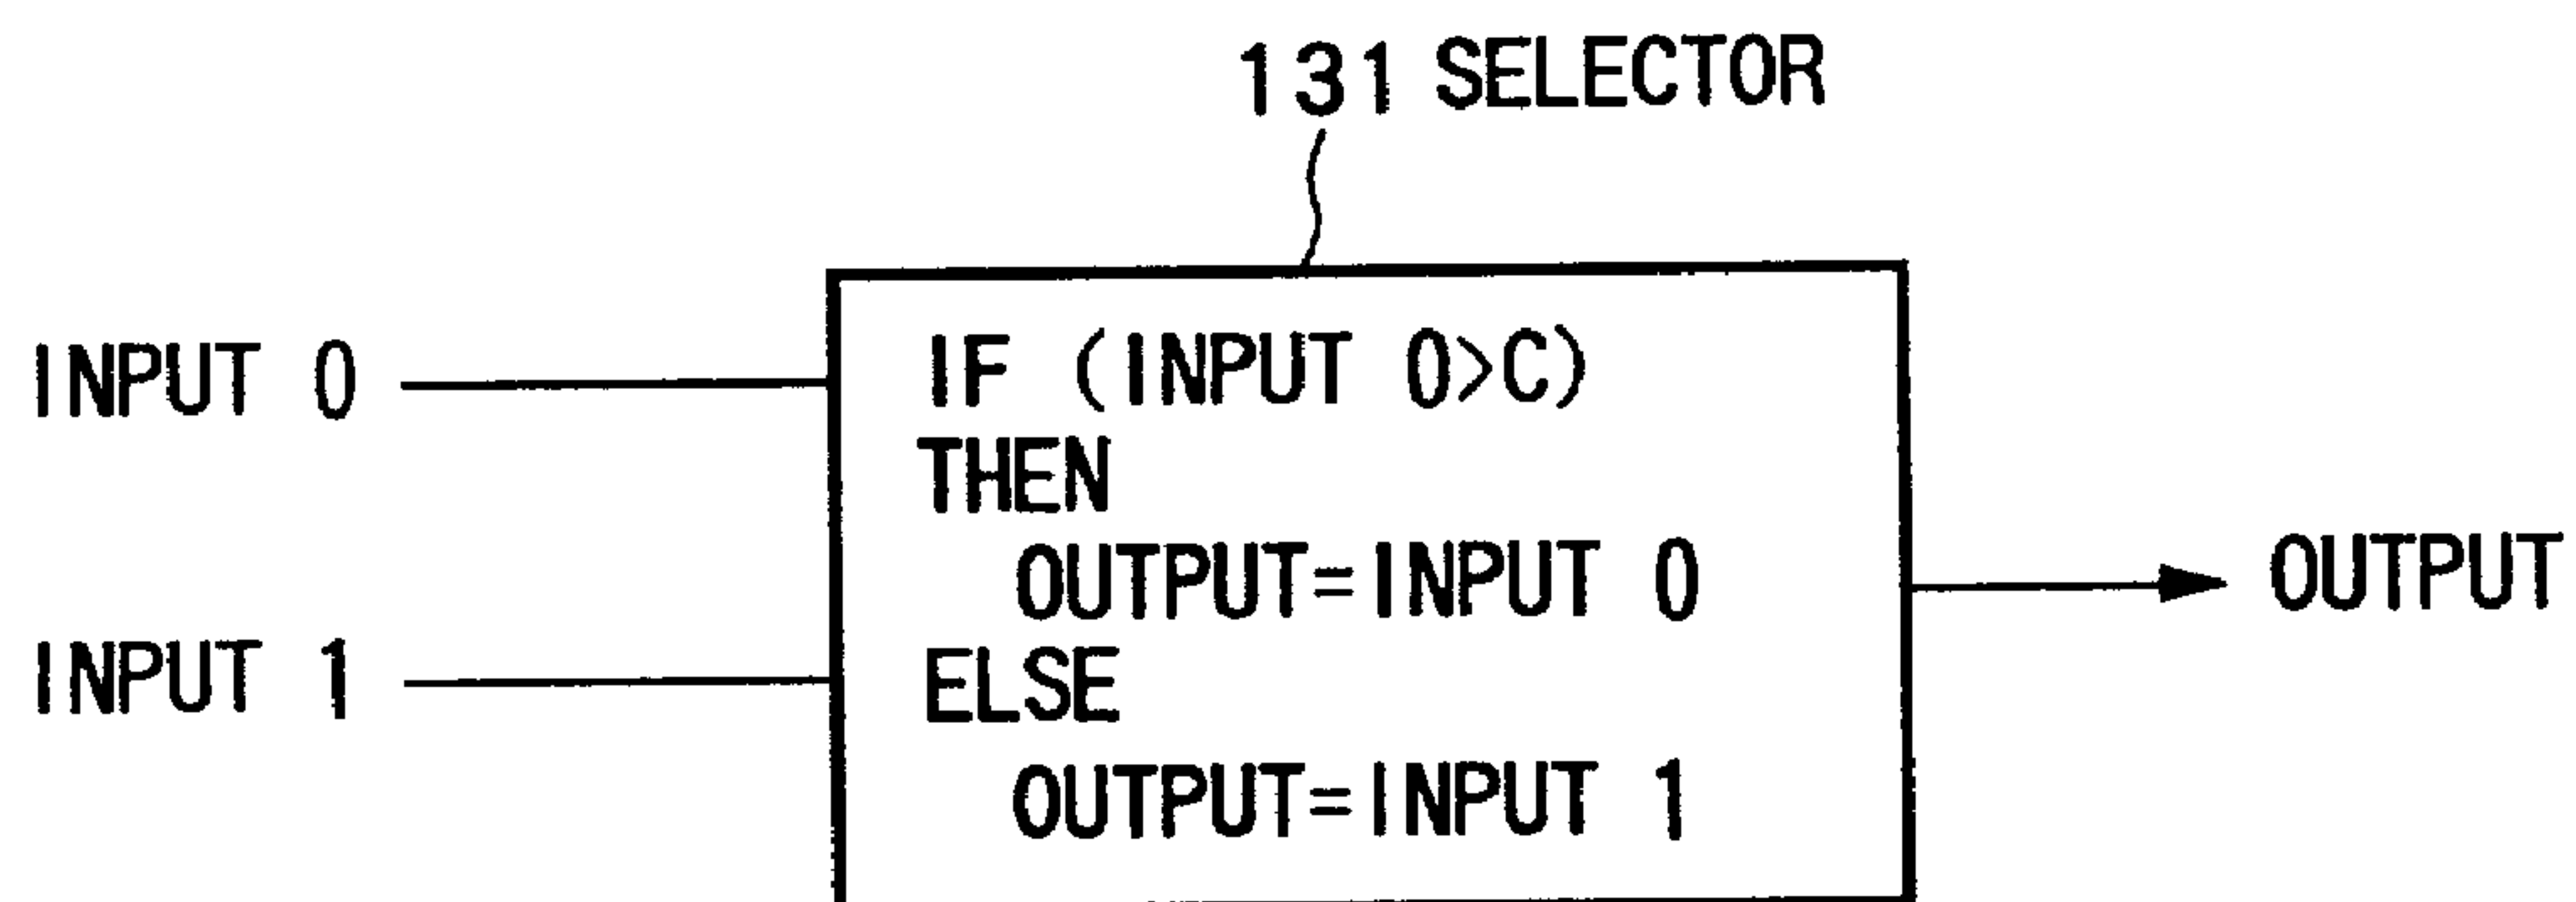 131 SELECTOR
INPUT 0
IF (INPUT 0>C)
THEN
OUTPUT=INPUT 0
ELSE
OUTPUT=INPUT 1
INPUT 1
OUTPUT